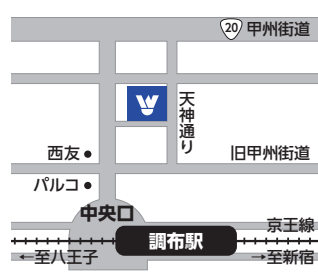 20 甲州街道
W
天神通り
西友●
旧甲州街道
パルコ●
中央口
京王線
調布駅
←至八王子
→至新宿